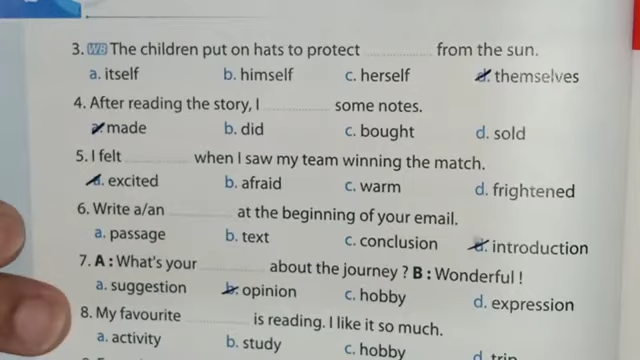 3. WB The children put on hats to protect ............ from the sun.
a. itself b. himself c. herself d. themselves
4. After reading the story, I ............ some notes.
a. made b. did c. bought d. sold
5. I felt ............ when I saw my team winning the match.
a. excited b. afraid c. warm d. frightened
6. Write a/an ............ at the beginning of your email.
a. passage b. text c. conclusion d. introduction
7. A : What's your ............ about the journey ? B : Wonderful !
a. suggestion b. opinion c. hobby d. expression
8. My favourite ............ is reading. I like it so much.
a. activity b. study c. hobby d. trip